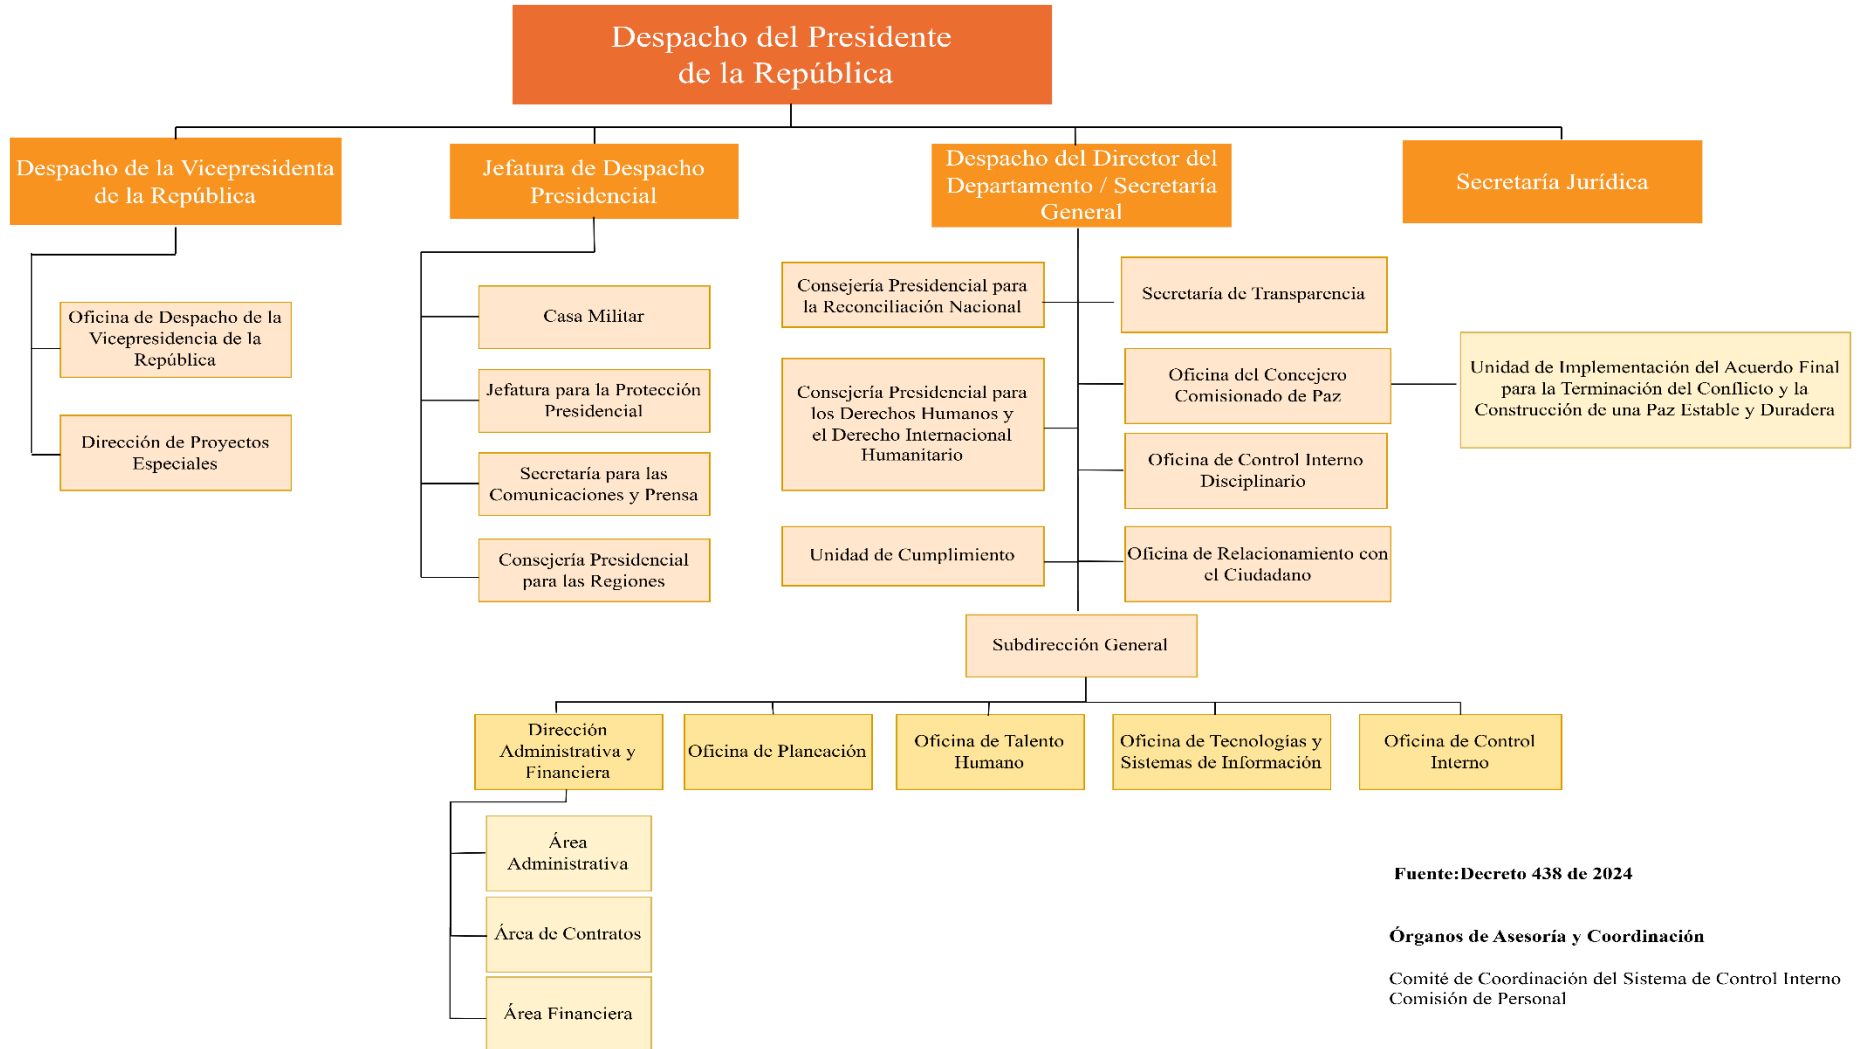 Despacho del Presidente
de la República
Despacho de la Vicepresidenta
de la República
Jefatura de Despacho
Presidencial
Despacho del Director del
Departamento / Secretaría
General
Secretaría Jurídica
Oficina de Despacho de la
Vicepresidencia de la
República
Dirección de Proyectos
Especiales
Casa Militar
Jefatura para la Protección
Presidencial
Secretaría para las
Comunicaciones y Prensa
Consejería Presidencial
para las Regiones
Consejería Presidencial para
la Reconciliación Nacional
Secretaría de Transparencia
Consejería Presidencial para
los Derechos Humanos y
el Derecho Internacional
Humanitario
Oficina del Concejero
Comisionado de Paz
Unidad de Implementación del Acuerdo Final
para la Terminación del Conflicto y la
Construcción de una Paz Estable y Duradera
Oficina de Control Interno
Disciplinario
Unidad de Cumplimiento
Oficina de Relacionamiento con
el Ciudadano
Subdirección General
Dirección
Administrativa y
Financiera
Oficina de Planeación
Oficina de Talento
Humano
Oficina de Tecnologías y
Sistemas de Información
Oficina de Control
Interno
Área
Administrativa
Área de Contratos
Área Financiera
Fuente:Decreto 438 de 2024
Órganos de Asesoría y Coordinación
Comité de Coordinación del Sistema de Control Interno
Comisión de Personal